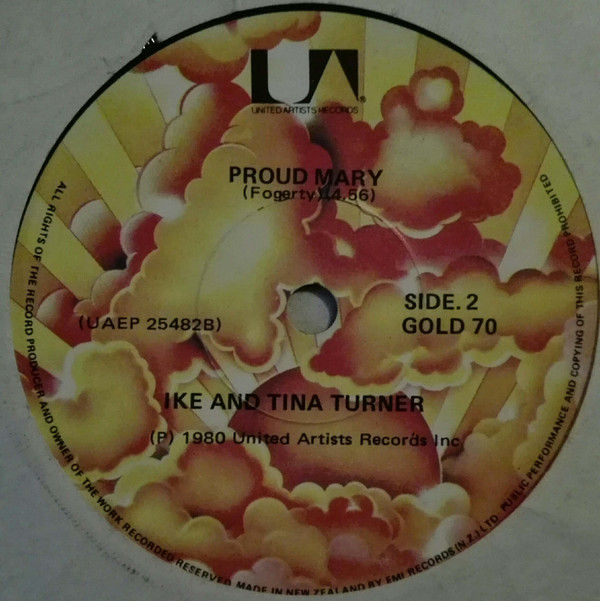 UA
UNITED ARTISTS RECORDS
®
PROUD MARY
(Fogerty) (4,56)
SIDE. 2
(UAEP 25482B)
GOLD 70
IKE AND TINA TURNER
(P) 1980 United Artists Records Inc
ALL RIGHTS OF THE RECORD PRODUCER AND OWNER OF THE WORK RECORDED RESERVED. MADE IN NEW ZEALAND BY EMI RECORDS (N Z) LTD. PUBLIC PERFORMANCE AND COPYING OF THIS RECORD PROHIBITED